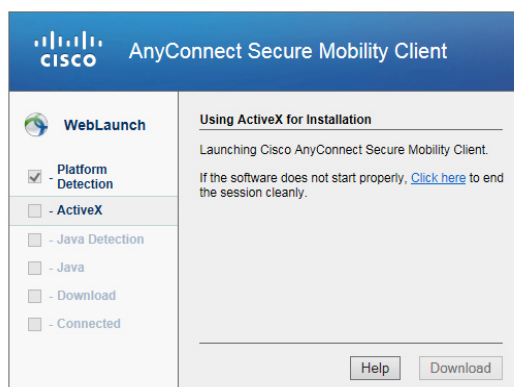 CISCO
AnyConnect Secure Mobility Client
WebLaunch
- Platform
Detection
- ActiveX
- Java Detection
- Java
- Download
- Connected
Using ActiveX for Installation
Launching Cisco AnyConnect Secure Mobility Client.
If the software does not start properly, Click here to end
the session cleanly.
Help
Download